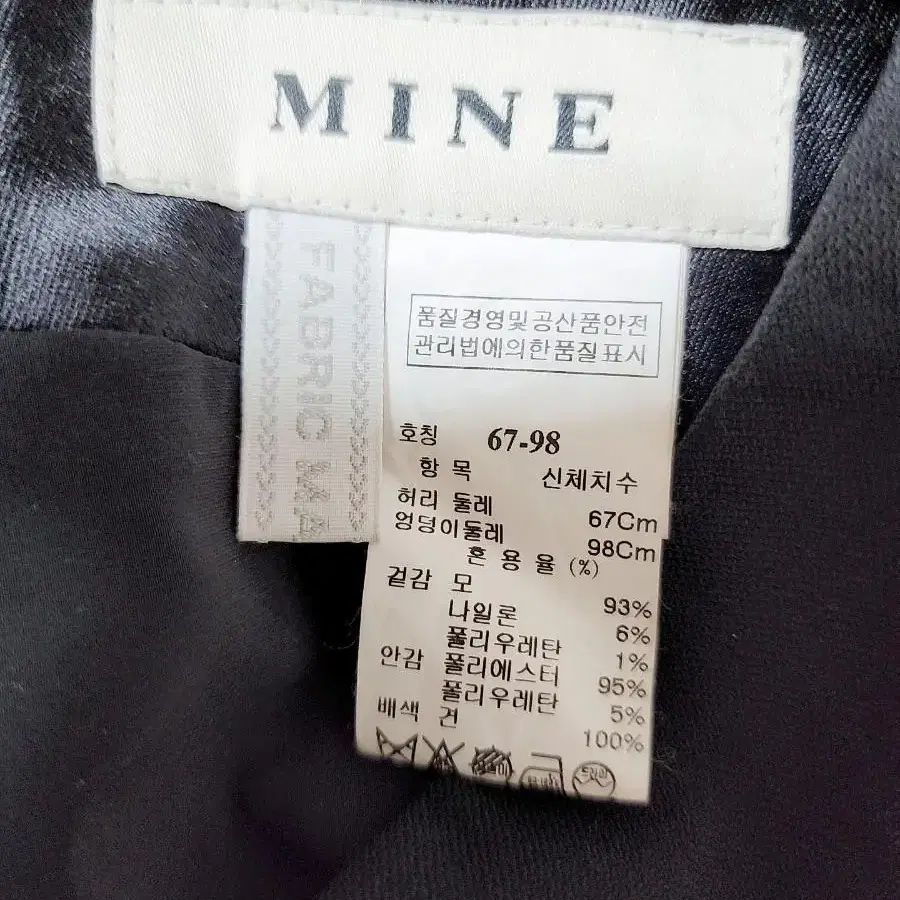 MINE
FABRIC MA
품질경영및공산품안전
관리법에의한품질표시
호칭 67-98
항 목 신체치수
허리 둘레 67Cm
엉덩이둘레 98Cm
혼 용 율 (%)
겉감 모 93%
나일론 6%
폴리우레탄 1%
안감 폴리에스터 95%
폴리우레탄 5%
배색 견 100%
드라이